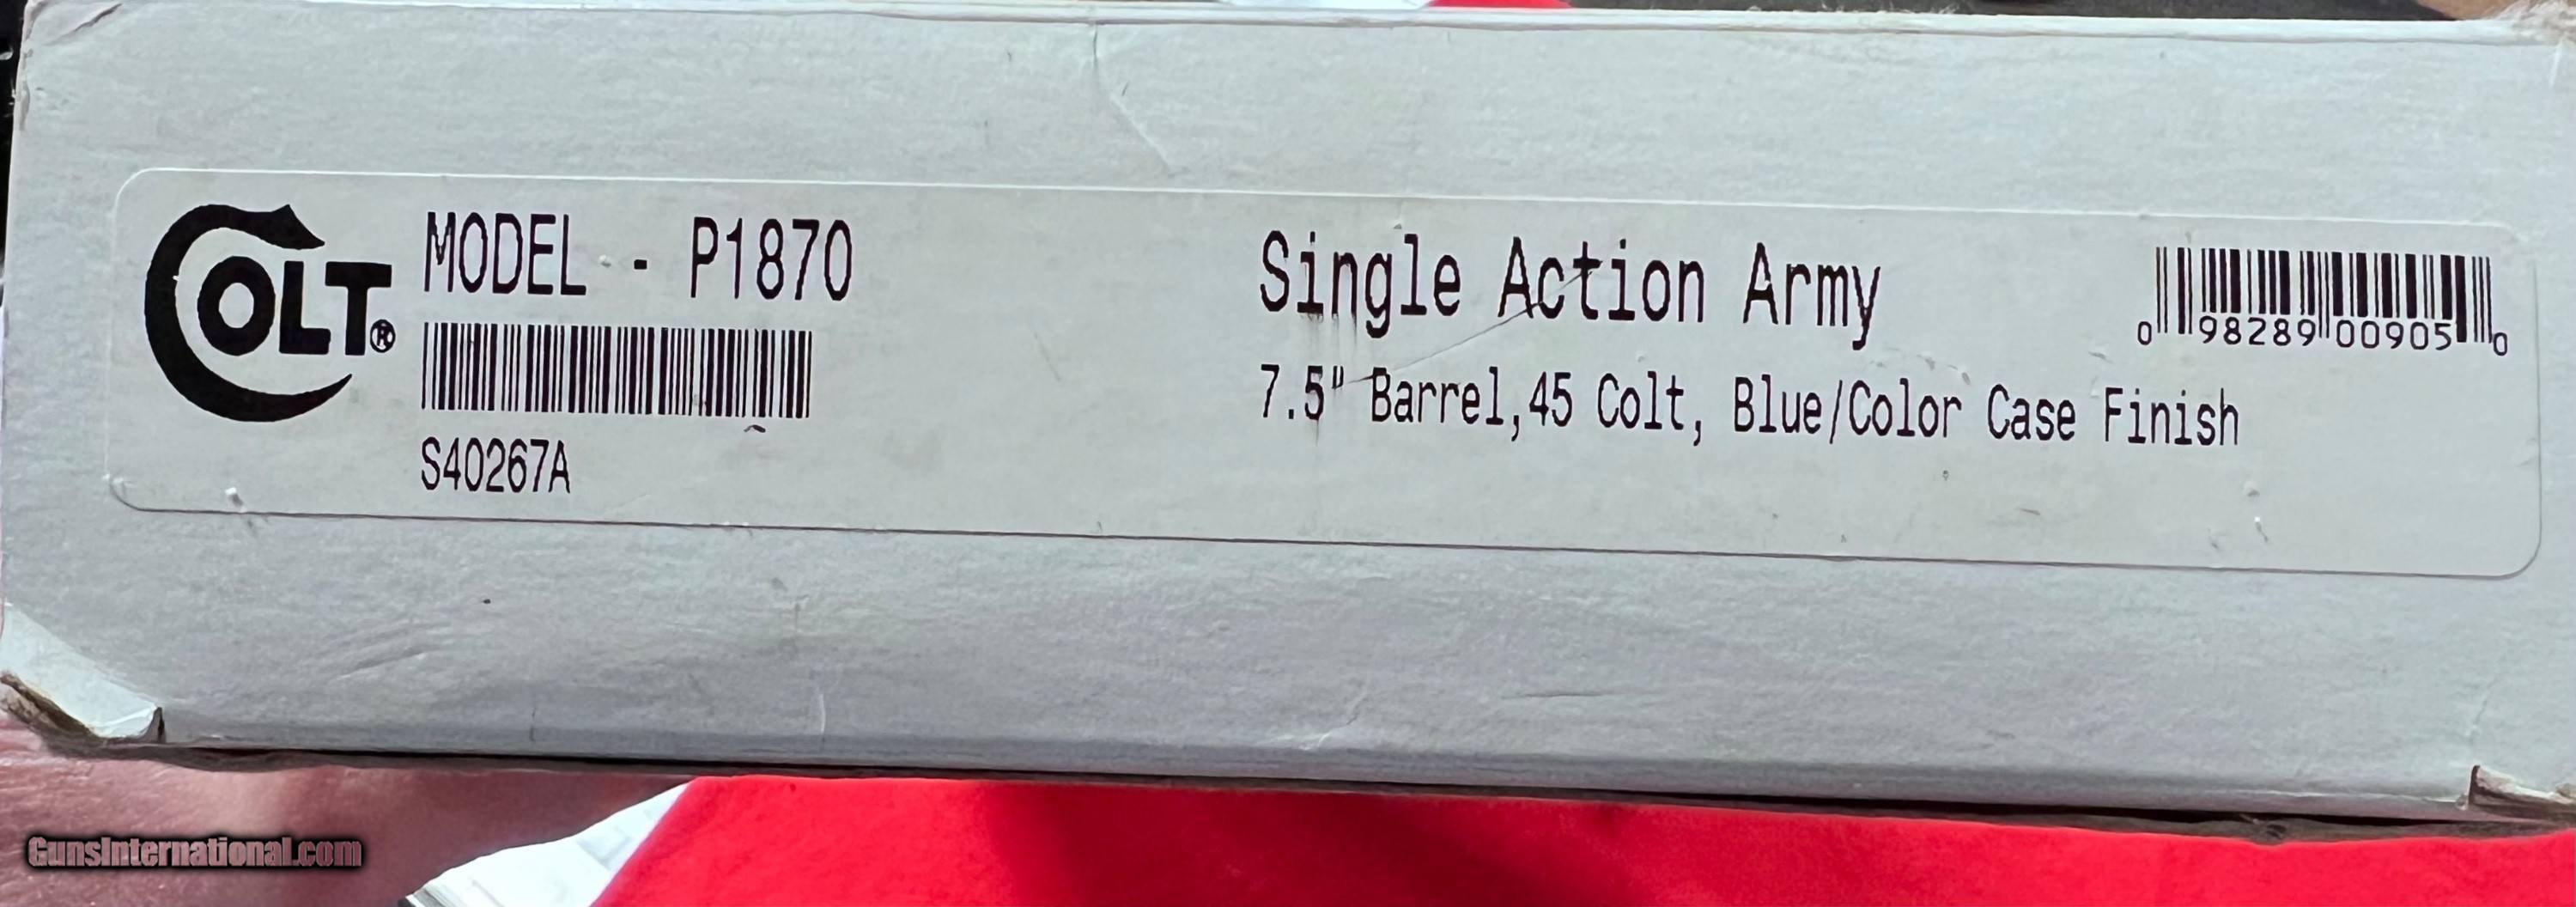 COLT®
MODEL - P1870
S40267A
Single Action Army
7.5" Barrel,45 Colt, Blue/Color Case Finish
0 98289 00905 0
GunsInternational.com